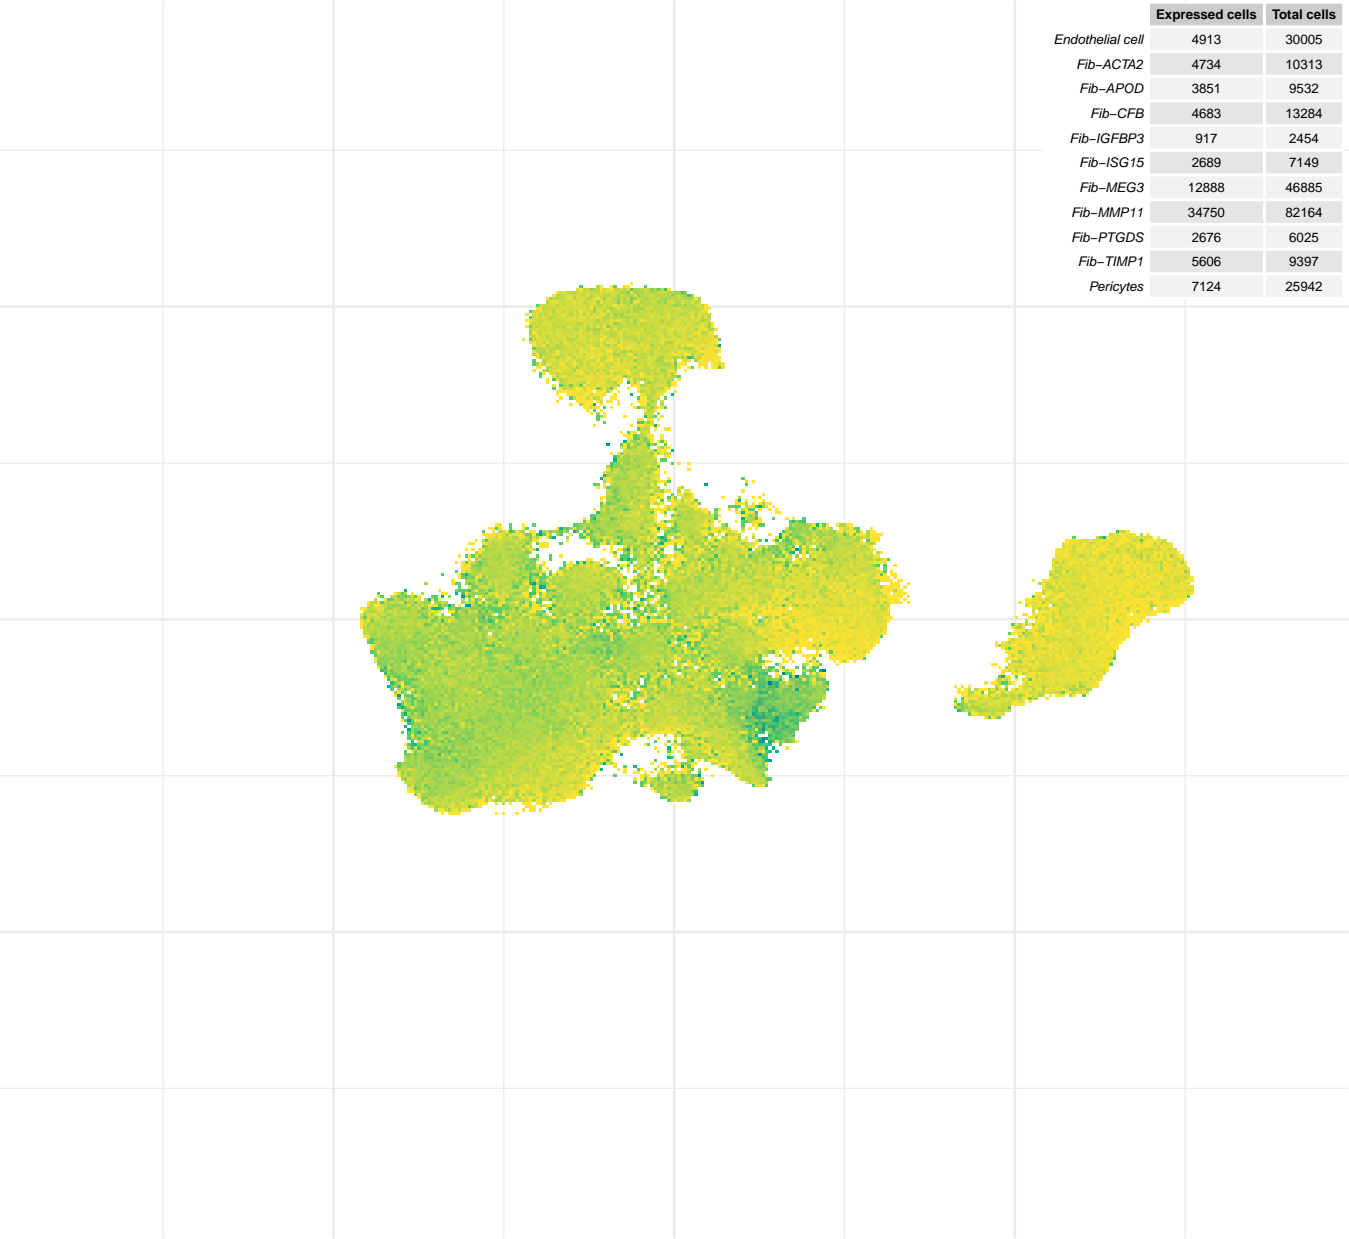 Expressed cells Total cells
Endothelial cell 4913 30005
Fib−ACTA2 4734 10313
Fib−APOD 3851 9532
Fib−CFB 4683 13284
Fib−IGFBP3 917 2454
Fib−ISG15 2689 7149
Fib−MEG3 12888 46885
Fib−MMP11 34750 82164
Fib−PTGDS 2676 6025
Fib−TIMP1 5606 9397
Pericytes 7124 25942